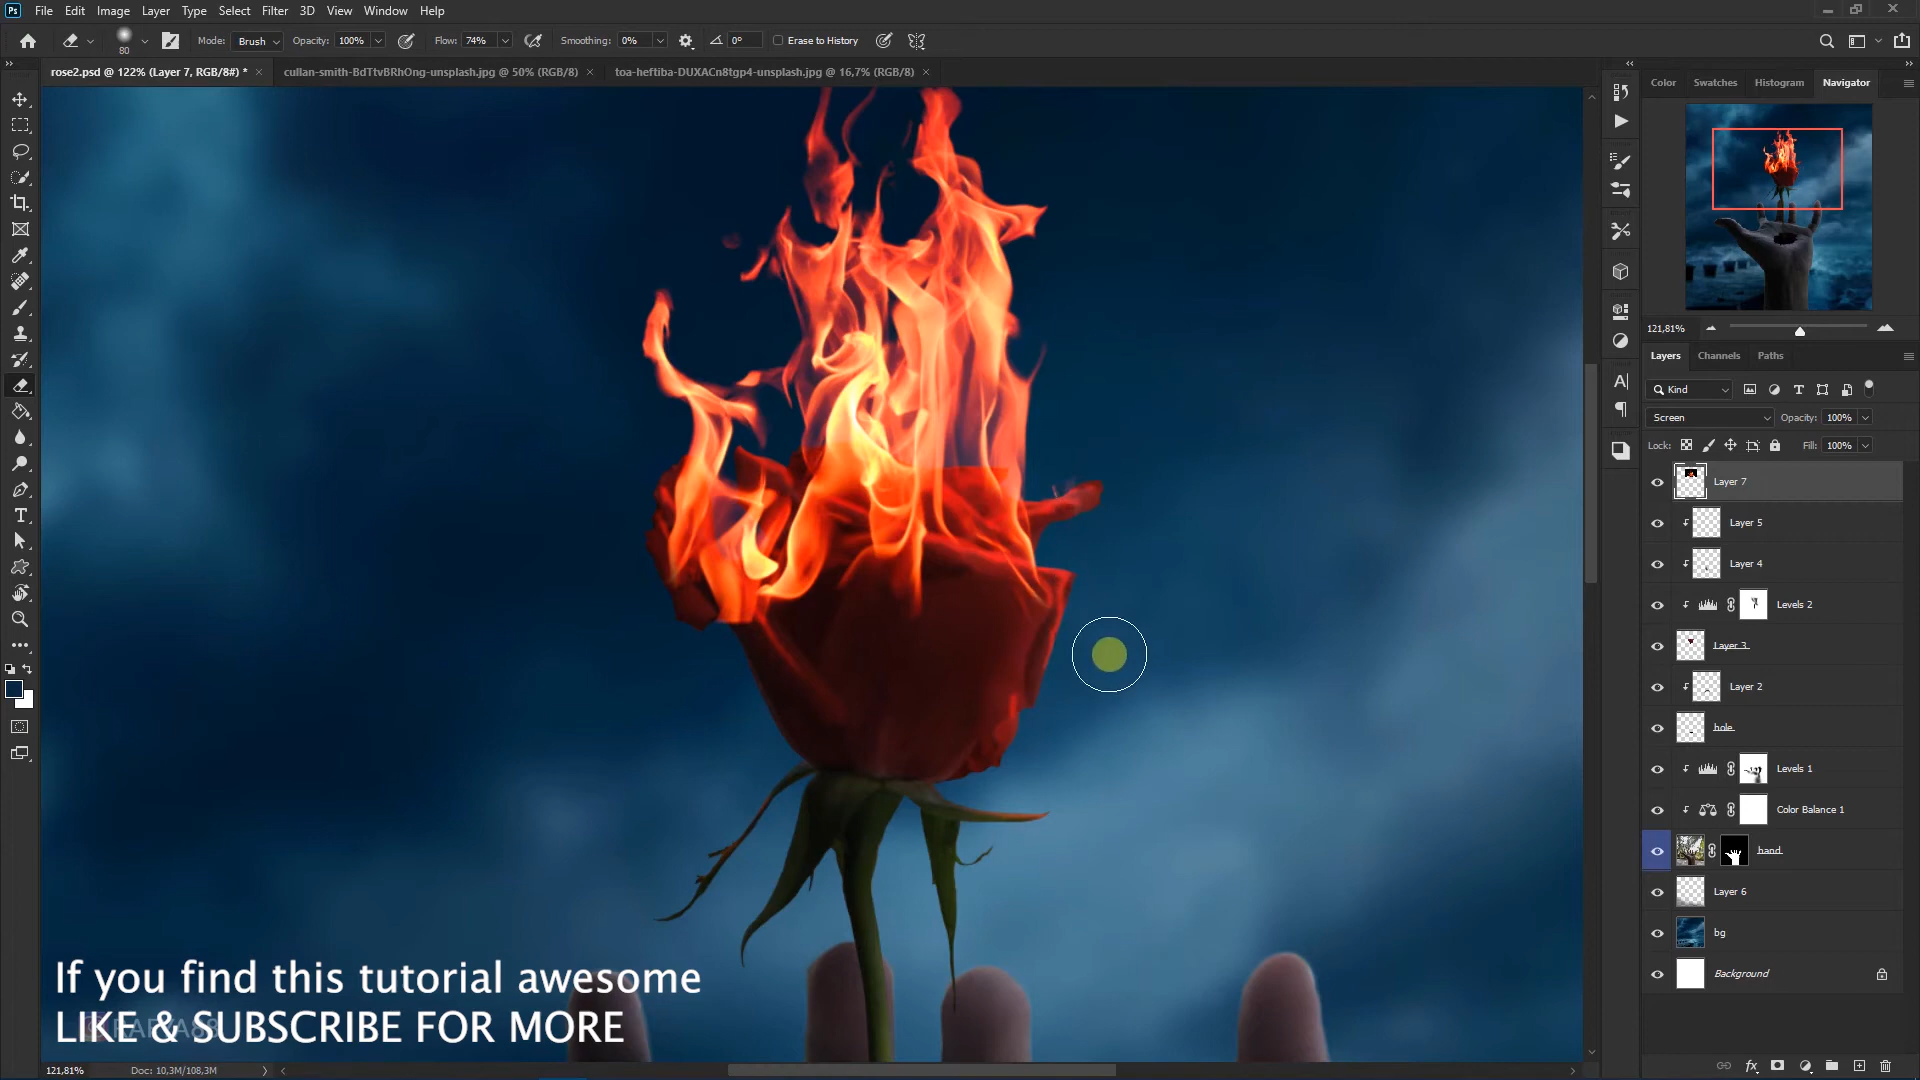 Ps File Edit Image Layer Type Select Filter 3D View Window Help
80 Mode: Brush Opacity: 100% Flow: 74% Smoothing: 0% 0° Erase to History
rose2.psd @ 122% (Layer 7, RGB/8#) * × cullan-smith-BdTtvBRhOng-unsplash.jpg @ 50% (RGB/8) × toa-heftiba-DUXACn8tgp4-unsplash.jpg @ 16,7% (RGB/8) ×
Color Swatches Histogram Navigator
121,81%
Layers Channels Paths
Kind
Screen Opacity: 100%
Lock: Fill: 100%
Layer 7
Layer 5
Layer 4
Levels 2
Layer 3
Layer 2
hole
Levels 1
Color Balance 1
hand
Layer 6
bg
Background
If you find this tutorial awesome
LIKE & SUBSCRIBE FOR MORE
121,81% Doc: 10,3M/108,3M